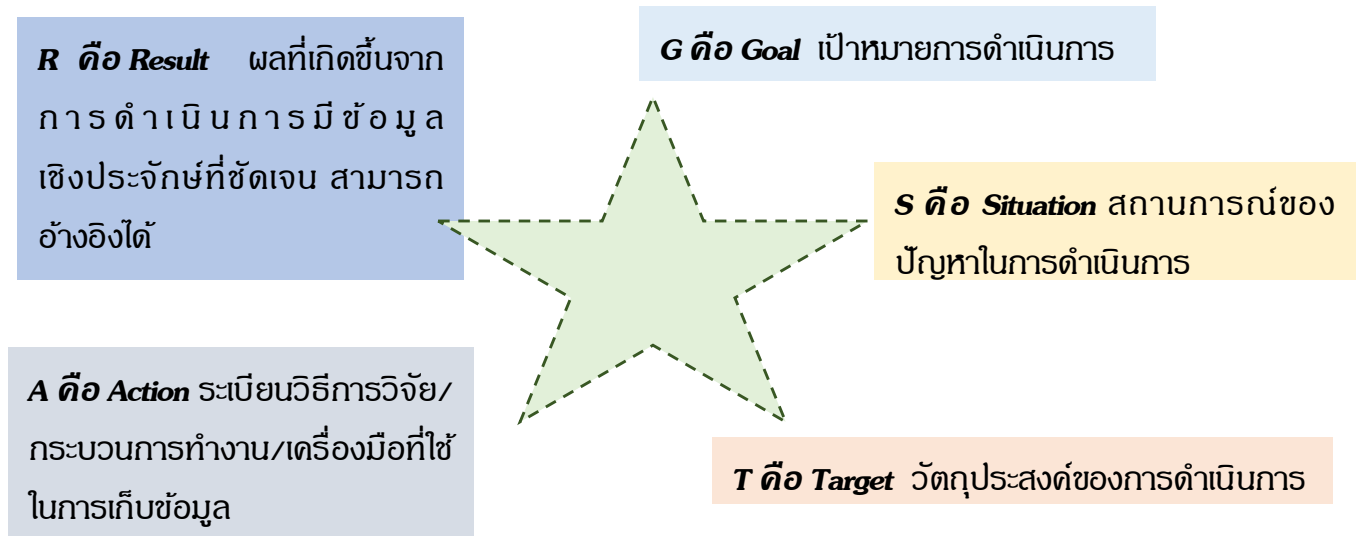 G คือ Goal เป้าหมายการดำเนินการ
R คือ Result ผลที่เกิดขึ้นจาก
การดำเนินการมีข้อมูล
เชิงประจักษ์ที่ชัดเจน สามารถ
อ้างอิงได้
S คือ Situation สถานการณ์ของ
ปัญหาในการดำเนินการ
A คือ Action ระเบียนวิธีการวิจัย/
กระบวนการทำงาน/เครื่องมือที่ใช้
ในการเก็บข้อมูล
T คือ Target วัตถุประสงค์ของการดำเนินการ